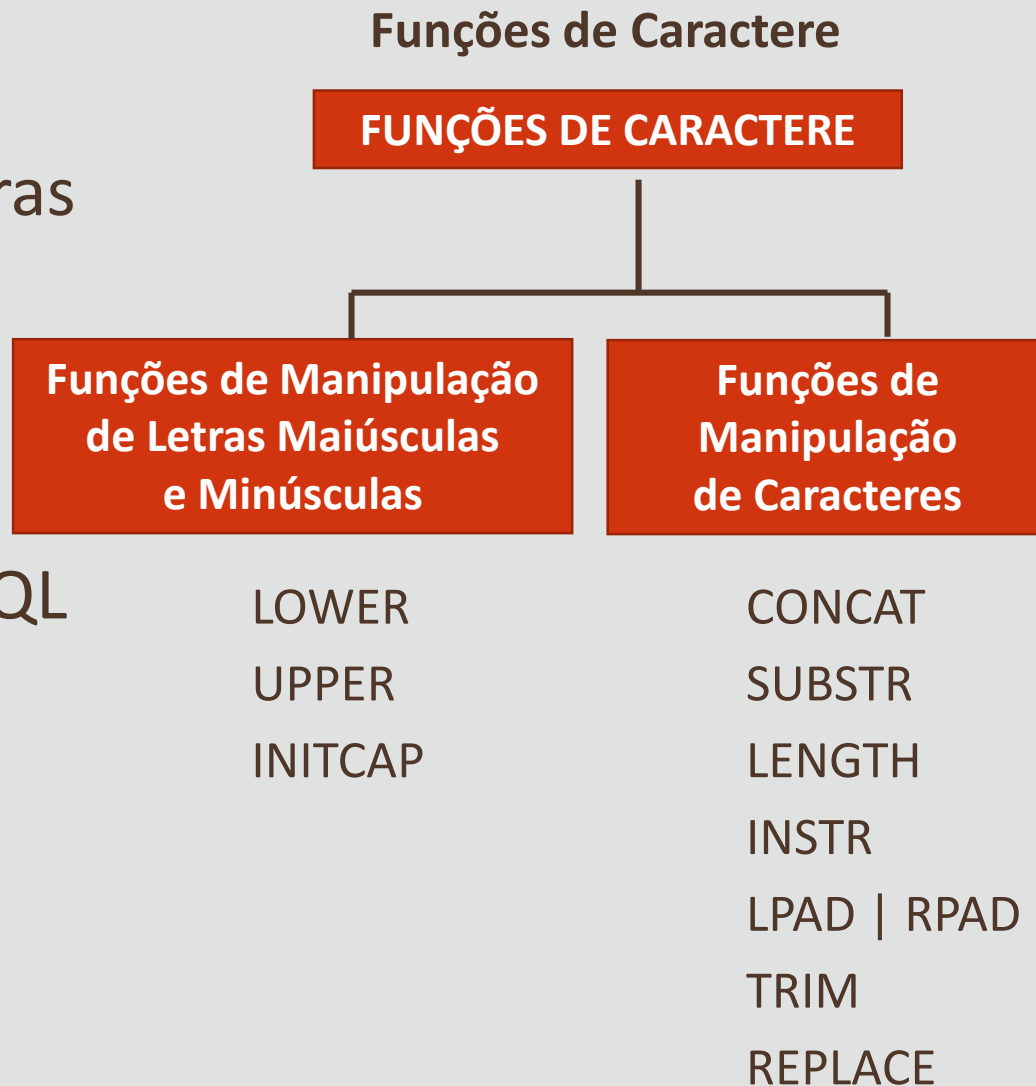 Funções de Caractere
FUNÇÕES DE CARACTERE
ras
Funções de Manipulação
de Letras Maiúsculas
e Minúsculas
Funções de
Manipulação
de Caracteres
QL
LOWER
UPPER
INITCAP
CONCAT
SUBSTR
LENGTH
INSTR
LPAD | RPAD
TRIM
REPLACE